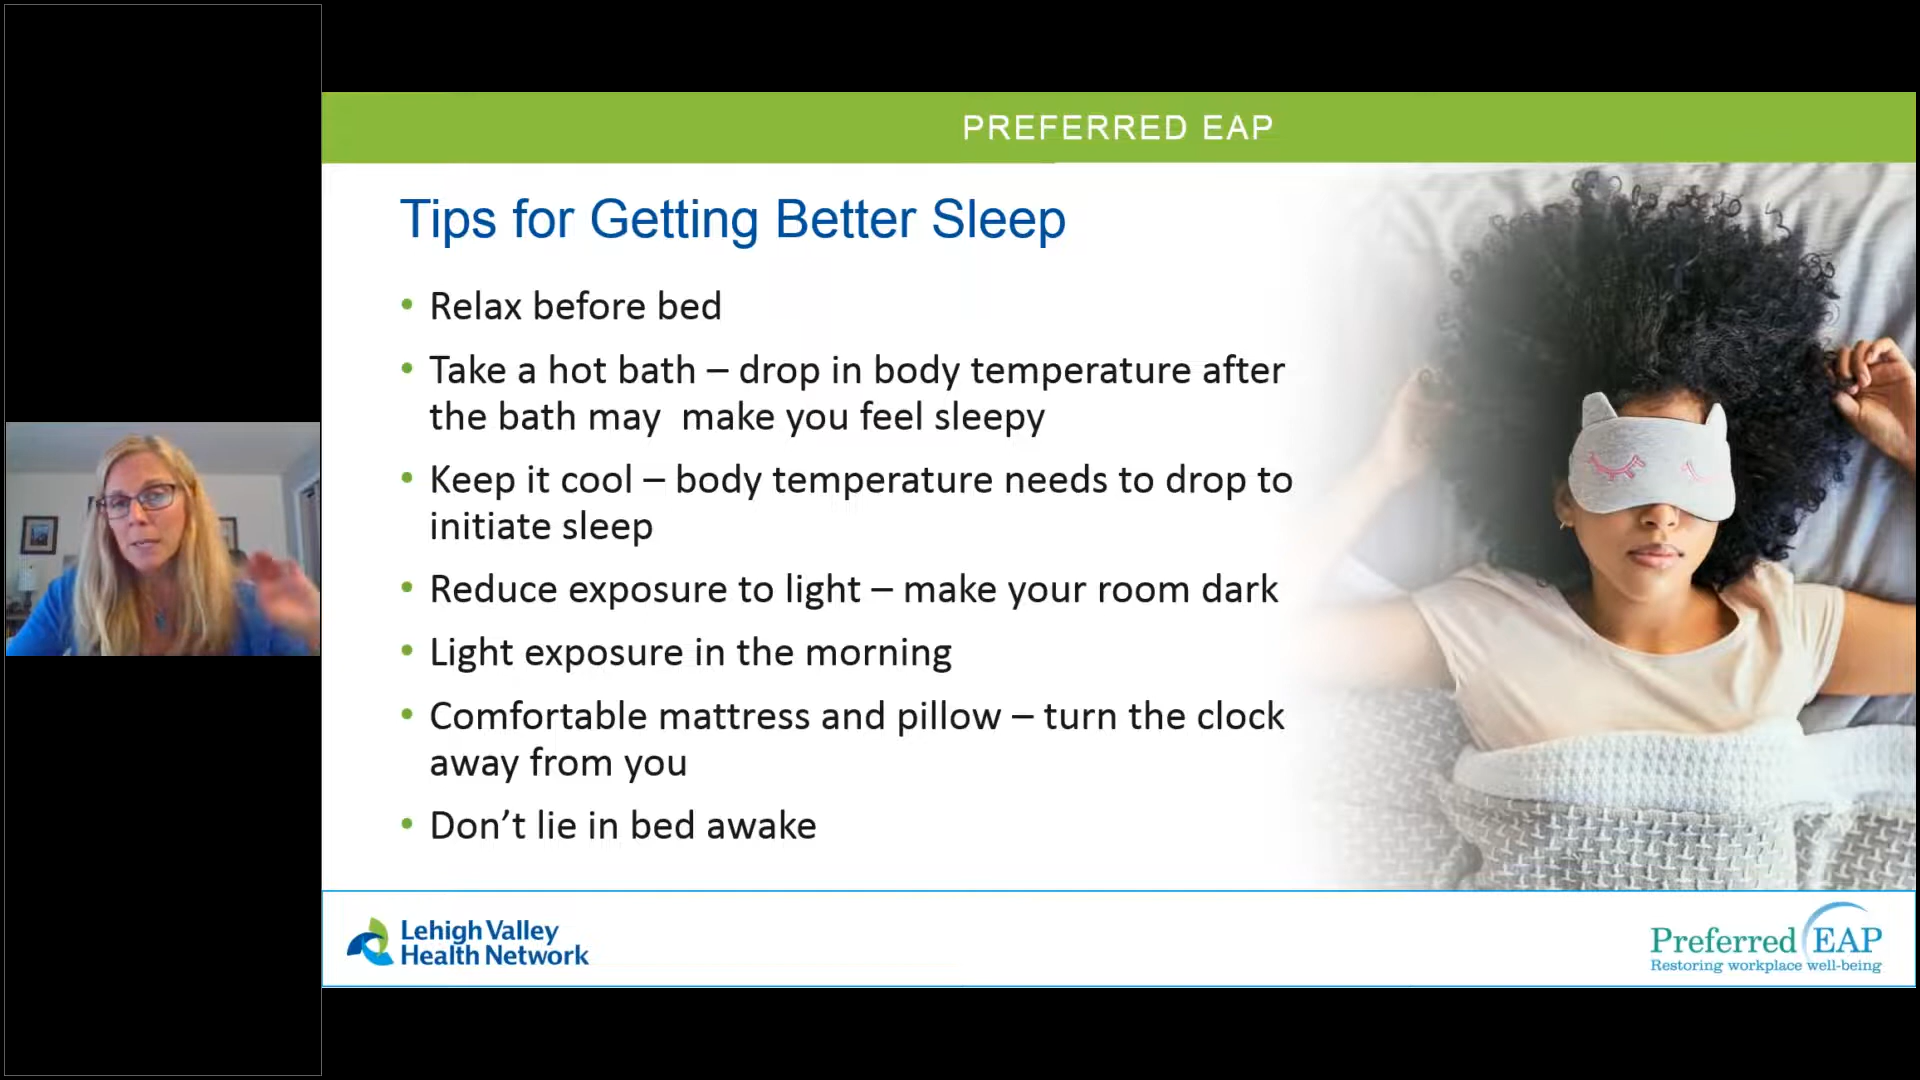 PREFERRED EAP
Tips for Getting Better Sleep
• Relax before bed
• Take a hot bath – drop in body temperature after
the bath may  make you feel sleepy
• Keep it cool – body temperature needs to drop to
initiate sleep
• Reduce exposure to light – make your room dark
• Light exposure in the morning
• Comfortable mattress and pillow – turn the clock
away from you
• Don’t lie in bed awake
Lehigh Valley
Health Network
Preferred EAP
Restoring workplace well-being